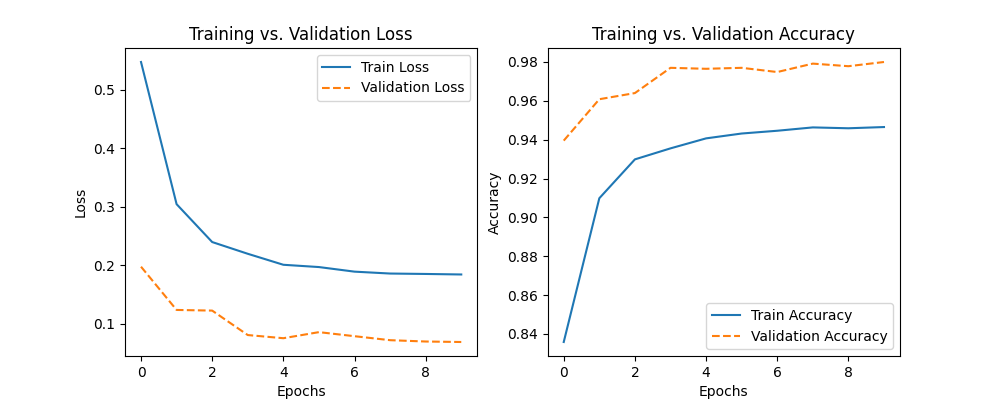 Training vs. Validation Loss
Train Loss
Validation Loss
0.5
0.4
0.3
0.2
0.1
Loss
0 2 4 6 8
Epochs
Training vs. Validation Accuracy
0.98
0.96
0.94
0.92
0.90
0.88
0.86
0.84
Accuracy
Train Accuracy
Validation Accuracy
0 2 4 6 8
Epochs